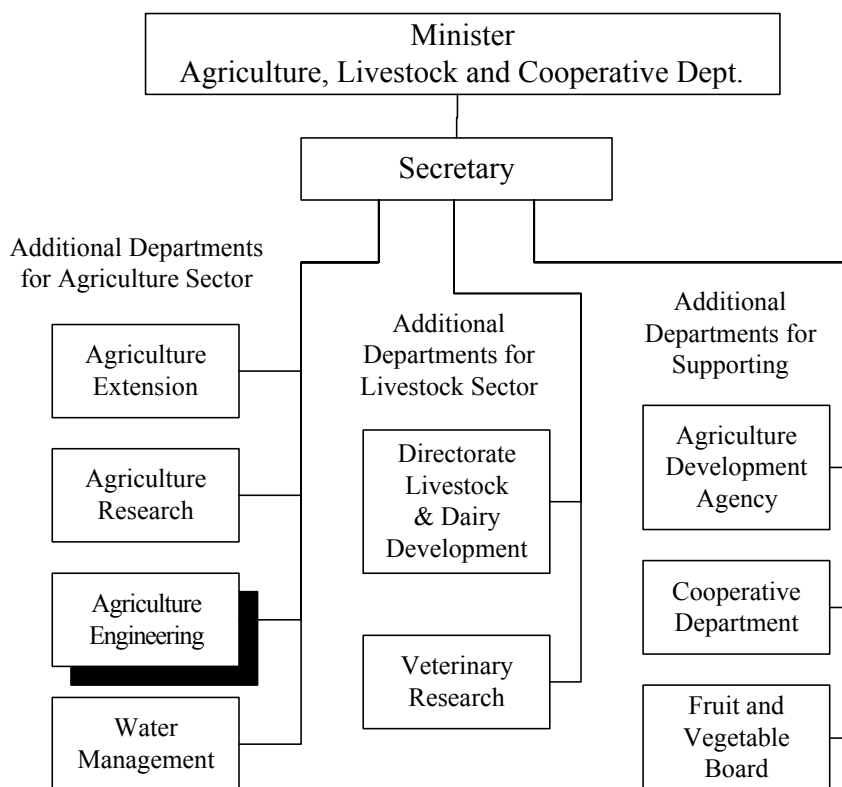 Minister
Agriculture, Livestock and Cooperative Dept.
Secretary
Additional Departments
for Agriculture Sector
Agriculture
Extension
Agriculture
Research
Agriculture
Engineering
Water
Management
Additional
Departments for
Livestock Sector
Directorate
Livestock
& Dairy
Development
Veterinary
Research
Additional
Departments for
Supporting
Agriculture
Development
Agency
Cooperative
Department
Fruit and
Vegetable
Board